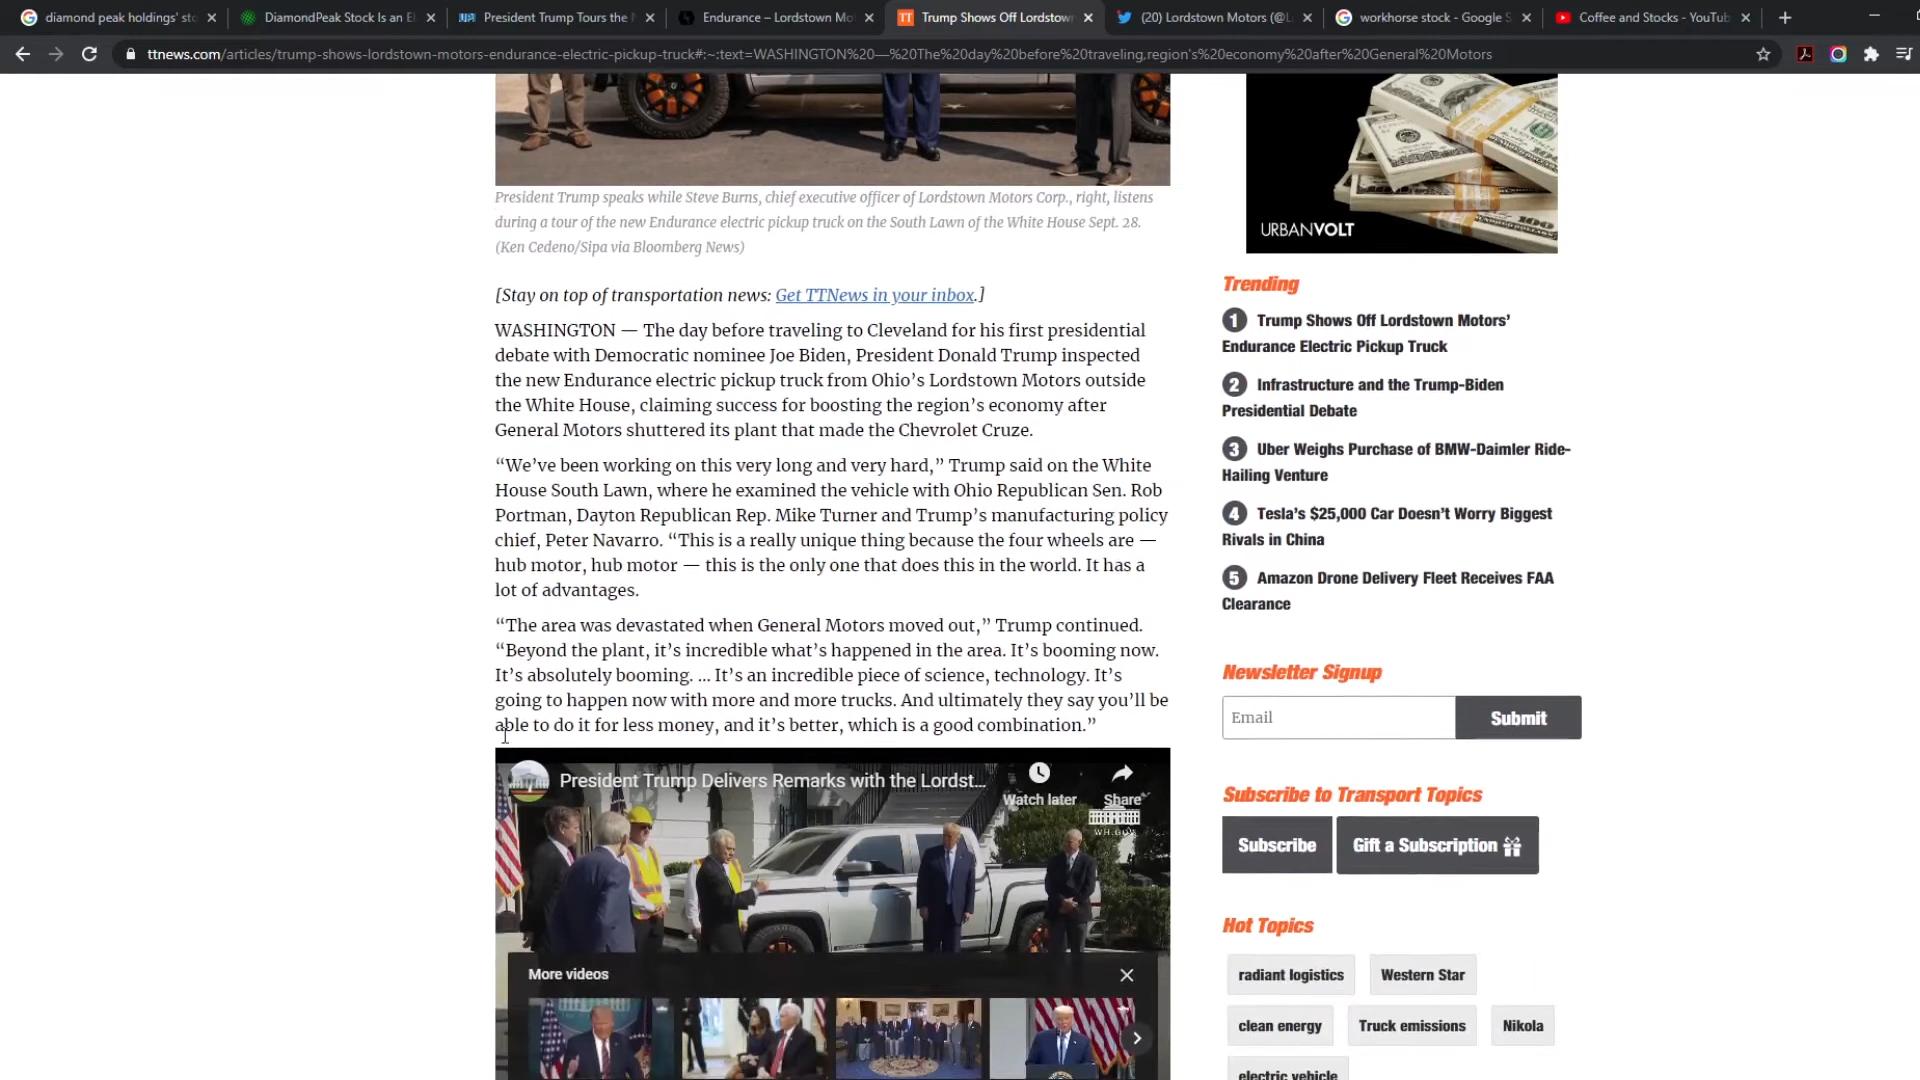 diamond peak holdings' sto
DiamondPeak Stock Is an El
President Trump Tours the
Endurance – Lordstown Mo
Trump Shows Off Lordstown
(20) Lordstown Motors (@L
workhorse stock - Google S
Coffee and Stocks - YouTub
ttnews.com/articles/trump-shows-lordstown-motors-endurance-electric-pickup-truck#:~:text=WASHINGTON%20—%20The%20day%20before%20traveling,region's%20economy%20after%20General%20Motors
President Trump speaks while Steve Burns, chief executive officer of Lordstown Motors Corp., right, listens
during a tour of the new Endurance electric pickup truck on the South Lawn of the White House Sept. 28.
(Ken Cedeno/Sipa via Bloomberg News)
[Stay on top of transportation news: Get TTNews in your inbox.]
WASHINGTON — The day before traveling to Cleveland for his first presidential
debate with Democratic nominee Joe Biden, President Donald Trump inspected
the new Endurance electric pickup truck from Ohio’s Lordstown Motors outside
the White House, claiming success for boosting the region’s economy after
General Motors shuttered its plant that made the Chevrolet Cruze.
“We’ve been working on this very long and very hard,” Trump said on the White
House South Lawn, where he examined the vehicle with Ohio Republican Sen. Rob
Portman, Dayton Republican Rep. Mike Turner and Trump’s manufacturing policy
chief, Peter Navarro. “This is a really unique thing because the four wheels are —
hub motor, hub motor — this is the only one that does this in the world. It has a
lot of advantages.
“The area was devastated when General Motors moved out,” Trump continued.
“Beyond the plant, it’s incredible what’s happened in the area. It’s booming now.
It’s absolutely booming. ... It’s an incredible piece of science, technology. It’s
going to happen now with more and more trucks. And ultimately they say you’ll be
able to do it for less money, and it’s better, which is a good combination.”
President Trump Delivers Remarks with the Lordst...
Watch later
Share
WH.GOV
More videos
URBANVOLT
Trending
1 Trump Shows Off Lordstown Motors’
Endurance Electric Pickup Truck
2 Infrastructure and the Trump-Biden
Presidential Debate
3 Uber Weighs Purchase of BMW-Daimler Ride-
Hailing Venture
4 Tesla’s $25,000 Car Doesn’t Worry Biggest
Rivals in China
5 Amazon Drone Delivery Fleet Receives FAA
Clearance
Newsletter Signup
Email
Submit
Subscribe to Transport Topics
Subscribe
Gift a Subscription
Hot Topics
radiant logistics
Western Star
clean energy
Truck emissions
Nikola
electric vehicle